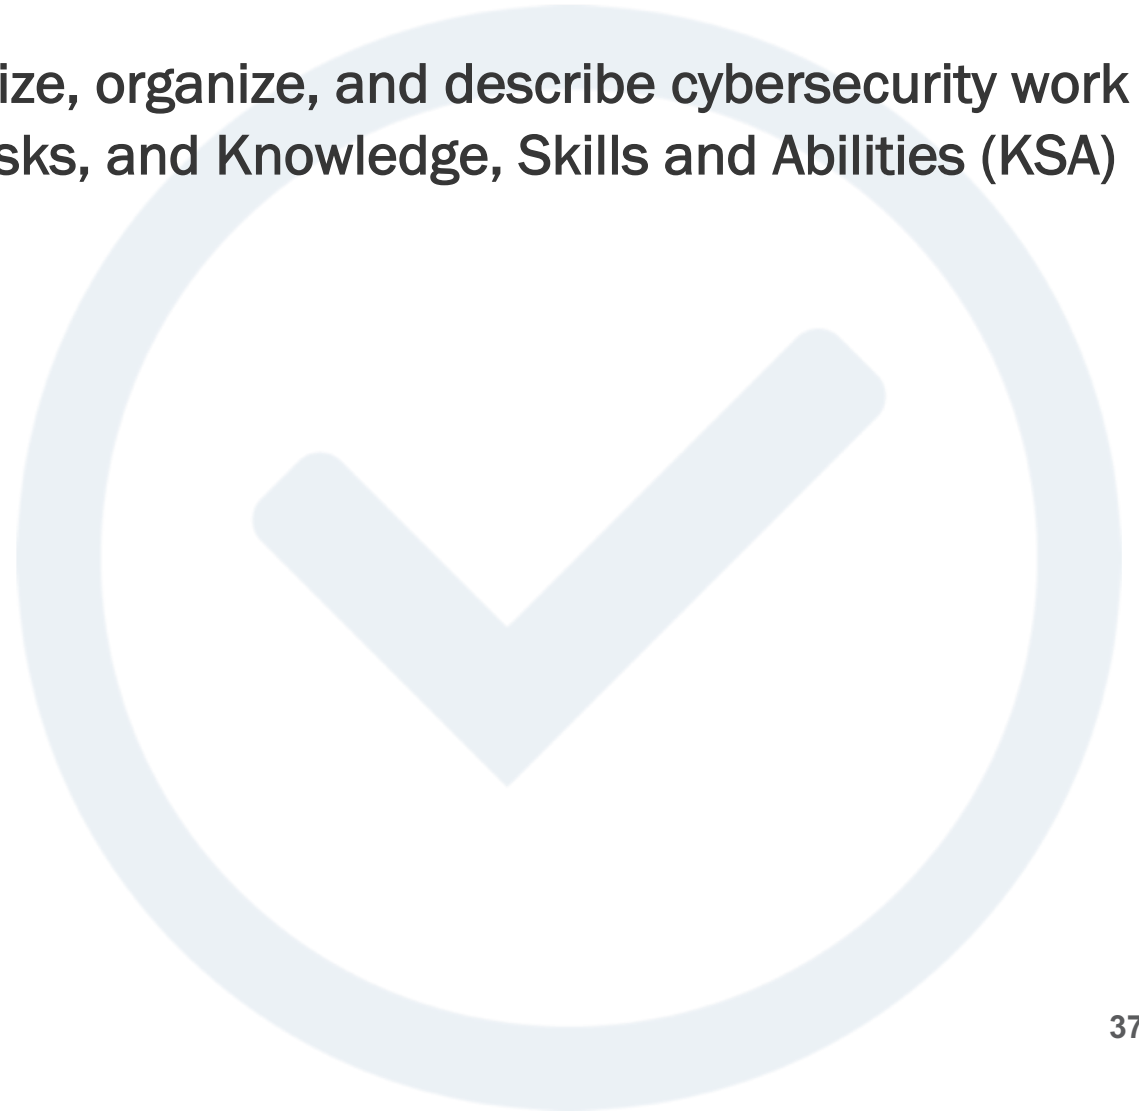 ize, organize, and describe cybersecurity work
sks, and Knowledge, Skills and Abilities (KSA)
37